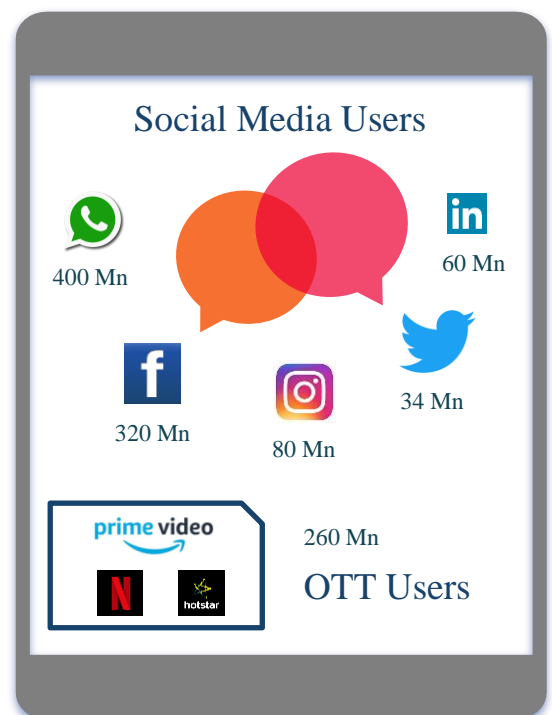 Social Media Users
400 Mn
in
60 Mn
f
320 Mn
80 Mn
34 Mn
prime video
N
hotstar
260 Mn
OTT Users